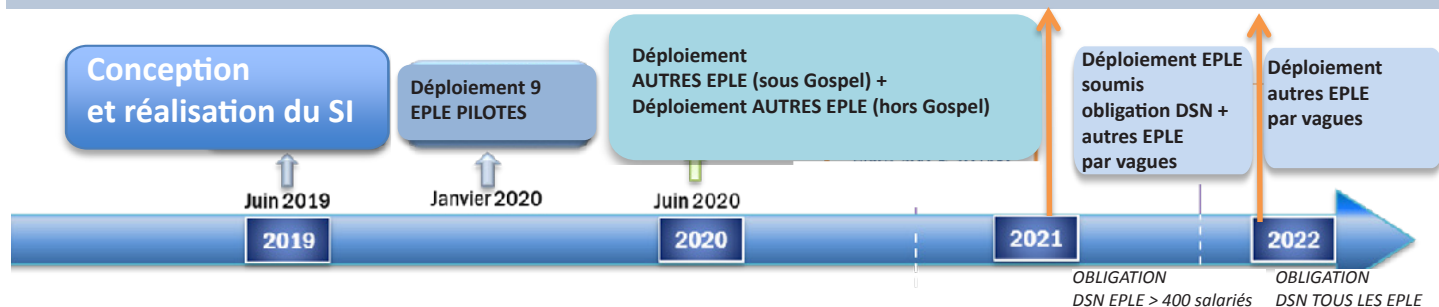 Conception
et réalisation du SI
Déploiement 9
EPLE PILOTES
Déploiement
AUTRES EPLE (sous Gospel) +
Déploiement AUTRES EPLE (hors Gospel)
Déploiement EPLE
soumis
obligation DSN +
autres EPLE
par vagues
Déploiement
autres EPLE
par vagues
Juin 2019
Janvier 2020
Juin 2020
2019
2020
2021
2022
OBLIGATION
DSN EPLE > 400 salariés
OBLIGATION
DSN TOUS LES EPLE